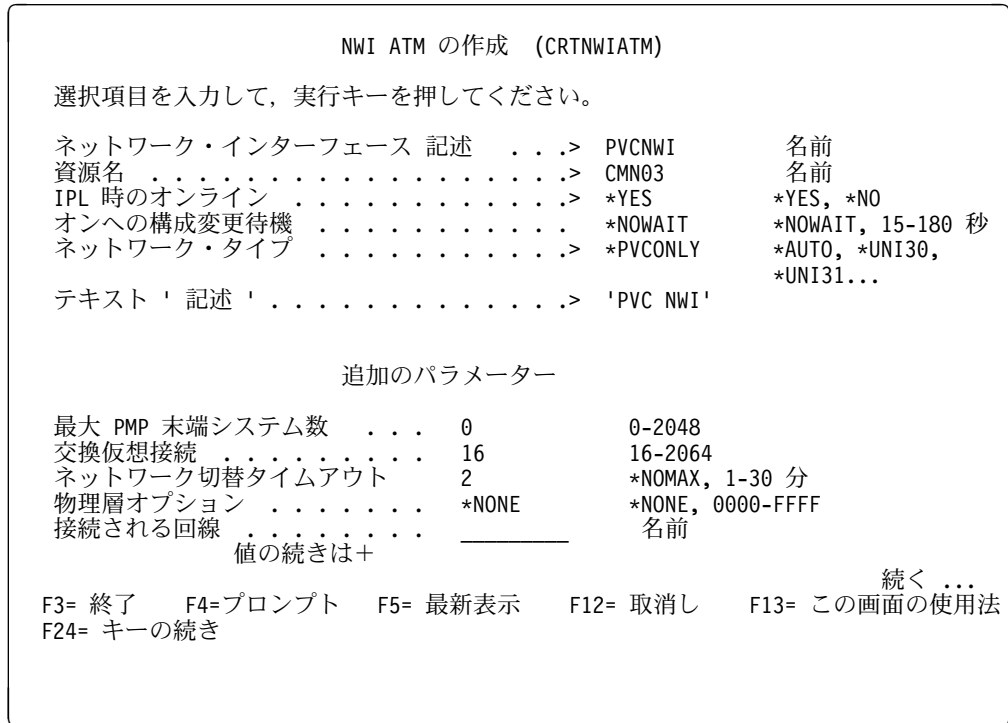 NWI ATM の作成 (CRTNWIATM)
選択項目を入力して，実行キーを押してください。
ネットワーク・インターフェース 記述 . . .> PVCNWI 名前
資源名 . . . . . . . . . . . . . . . . . .> CMN03 名前
IPL 時のオンライン . . . . . . . . . . . .> *YES *YES, *NO
オンへの構成変更待機 . . . . . . . . . . . *NOWAIT *NOWAIT, 15-180 秒
ネットワーク・タイプ . . . . . . . . . . .> *PVCONLY *AUTO, *UNI30,
*UNI31...
テキスト ' 記述 ' . . . . . . . . . . . . .> 'PVC NWI'
追加のパラメーター
最大 PMP 末端システム数 . . . 0 0-2048
交換仮想接続 . . . . . . . . . 16 16-2064
ネットワーク切替タイムアウト 2 *NOMAX, 1-30 分
物理層オプション . . . . . . . *NONE *NONE, 0000-FFFF
接続される回線 . . . . . . . . _________ 名前
値の続きは＋
続く ...
F3= 終了 F4=プロンプト F5= 最新表示 F12= 取消し F13= この画面の使用法
F24= キーの続き